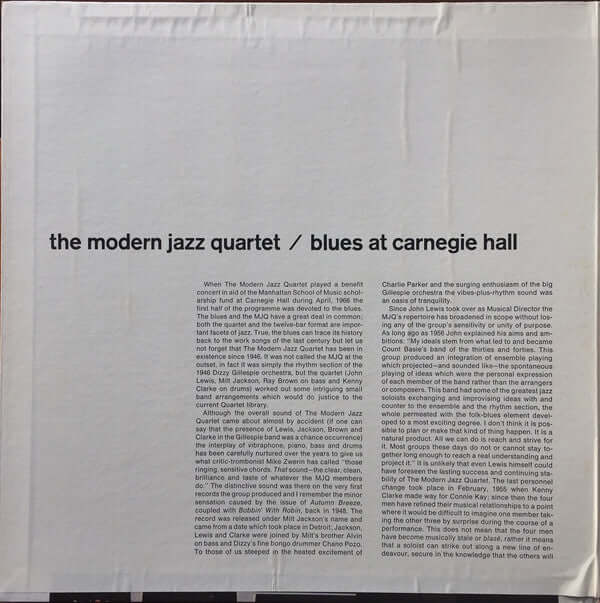 the modern jazz quartet / blues at carnegie hall
When The Modern Jazz Quartet played a benefit
concert in aid of the Manhattan School of Music schol-
arship fund at Carnegie Hall during April, 1966 the
first half of the programme was devoted to the blues.
The blues and the MJQ have a great deal in common;
both the quartet and the twelve-bar format are impor-
tant facets of jazz. True, the blues can trace its history
back to the work songs of the last century but let us
not forget that The Modern Jazz Quartet has been in
existence since 1946. It was not called the MJQ at the
outset, in fact it was simply the rhythm section of the
1946 Dizzy Gillespie orchestra, but the quartet (John
Lewis, Milt Jackson, Ray Brown on bass and Kenny
Clarke on drums) worked out some intriguing small
band arrangements which would do justice to the
current Quartet library.
Although the overall sound of The Modern Jazz
Quartet came about almost by accident (if one can
say that the presence of Lewis, Jackson, Brown and
Clarke in the Gillespie band was a chance occurrence)
the interplay of vibraphone, piano, bass and drums
has been carefully nurtured over the years to give us
what critic-trombonist Mike Zwerin has called "those
ringing, sensitive chords. That sound—the clear, clean,
brilliance and taste of whatever the MJQ members
do." The distinctive sound was there on the very first
records the group produced and I remember the minor
sensation caused by the issue of Autumn Breeze,
coupled with Bobbin' With Robin, back in 1948. The
record was released under Milt Jackson's name and
came from a date which took place in Detroit; Jackson,
Lewis and Clarke were joined by Milt's brother Alvin
on bass and Dizzy's fine bongo drummer Chano Pozo.
To those of us steeped in the heated excitement of
Charlie Parker and the surging enthusiasm of the big
Gillespie orchestra the vibes-plus-rhythm sound was
an oasis of tranquility.
Since John Lewis took over as Musical Director the
MJQ's repertoire has broadened in scope without los-
ing any of the group's sensitivity or unity of purpose.
As long ago as 1956 John explained his aims and am-
bitions: "My ideals stem from what led to and became
Count Basie's band of the thirties and forties. This
group produced an integration of ensemble playing
which projected—and sounded like—the spontaneous
playing of ideas which were the personal expression
of each member of the band rather than the arrangers
or composers. This band had some of the greatest jazz
soloists exchanging and improvising ideas with and
counter to the ensemble and the rhythm section, the
whole permeated with the folk-blues element devel-
oped to a most exciting degree. I don't think it is pos-
sible to plan or make that kind of thing happen. It is a
natural product. All we can do is reach and strive for
it. Most groups these days do not or cannot stay to-
gether long enough to reach a real understanding and
project it." It is unlikely that even Lewis himself could
have foreseen the lasting success and continuing sta-
bility of The Modern Jazz Quartet. The last personnel
change took place in February, 1955 when Kenny
Clarke made way for Connie Kay; since then the four
men have refined their musical relationships to a point
where it would be difficult to imagine one member tak-
ing the other three by surprise during the course of a
performance. This does not mean that the four men
have become musically stale or blasé, rather it means
that a soloist can strike out along a new line of en-
deavour, secure in the knowledge that the others will